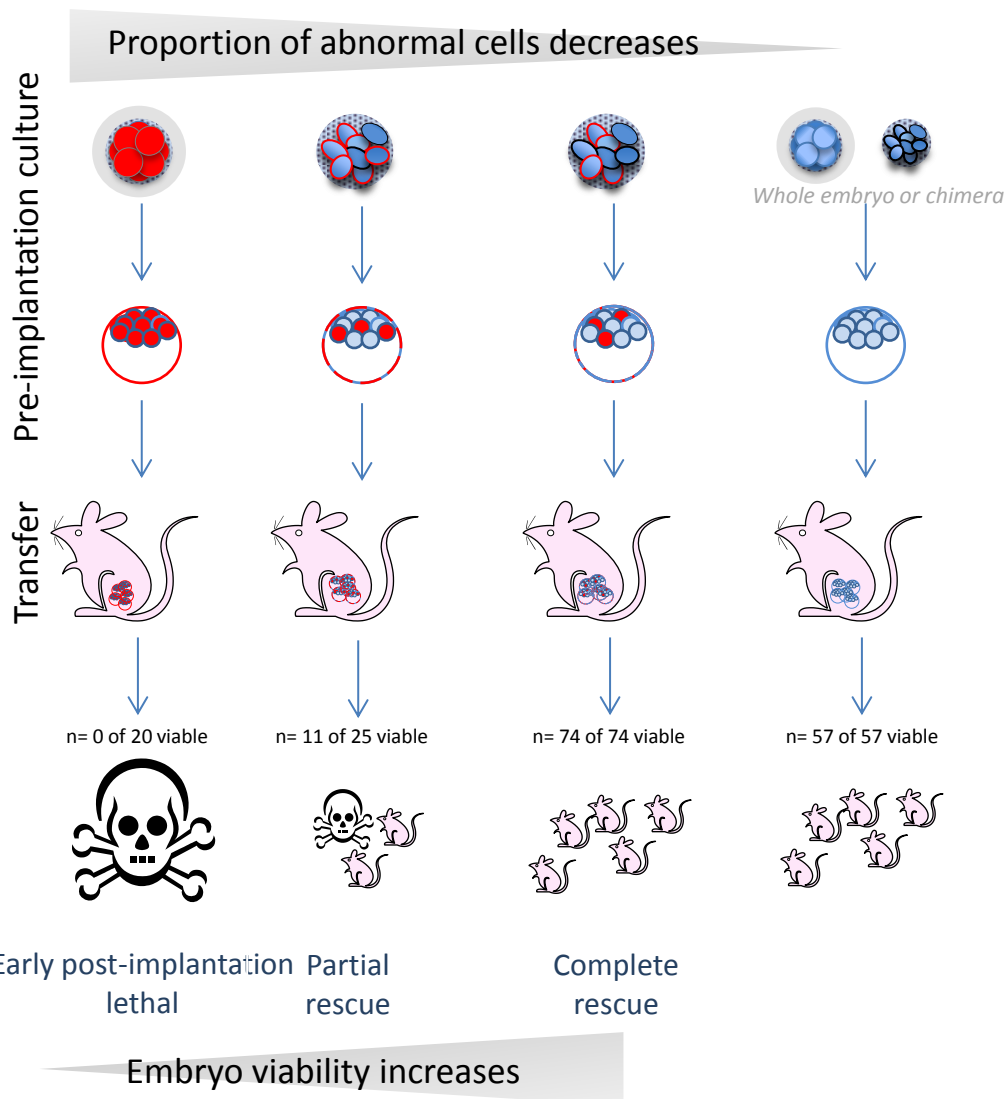 Proportion of abnormal cells decreases
Pre-implantation culture
Whole embryo or chimera
Transfer
n= 0 of 20 viable
n= 11 of 25 viable
n= 74 of 74 viable
n= 57 of 57 viable
Early post-implantation
lethal
Partial
rescue
Complete
rescue
Embryo viability increases